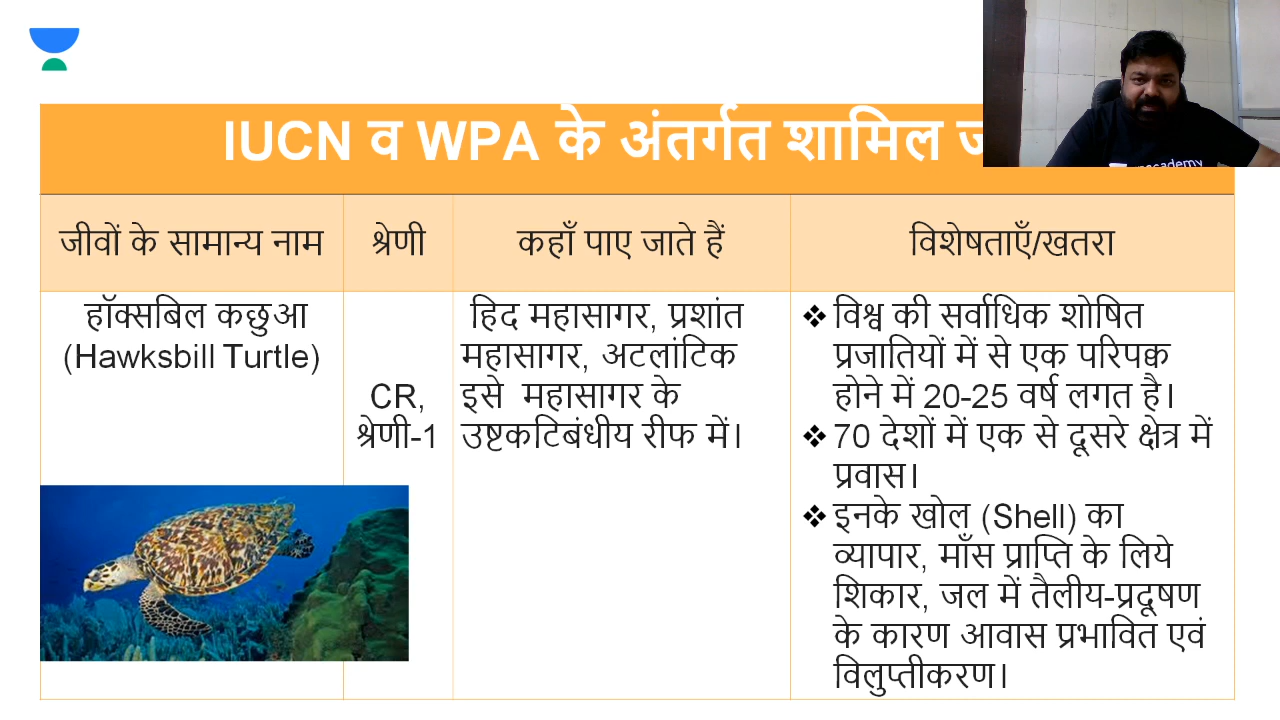 IUCN व WPA के अंतर्गत शामिल
जीवों के सामान्य नाम
श्रेणी
कहाँ पाए जाते हैं
विशेषताएँ/खतरा
हॉक्सबिल कछुआ
(Hawksbill Turtle)
CR,
श्रेणी-1
हिद महासागर, प्रशांत
महासागर, अटलांटिक
इसे महासागर के
उष्टकटिबंधीय रीफ में।
❖ विश्व की सर्वाधिक शोषित
प्रजातियों में से एक परिपक्व
होने में 20-25 वर्ष लगत है।
❖ 70 देशों में एक से दूसरे क्षेत्र में
प्रवास।
❖ इनके खोल (Shell) का
व्यापार, माँस प्राप्ति के लिये
शिकार, जल में तैलीय-प्रदूषण
के कारण आवास प्रभावित एवं
विलुप्तीकरण।